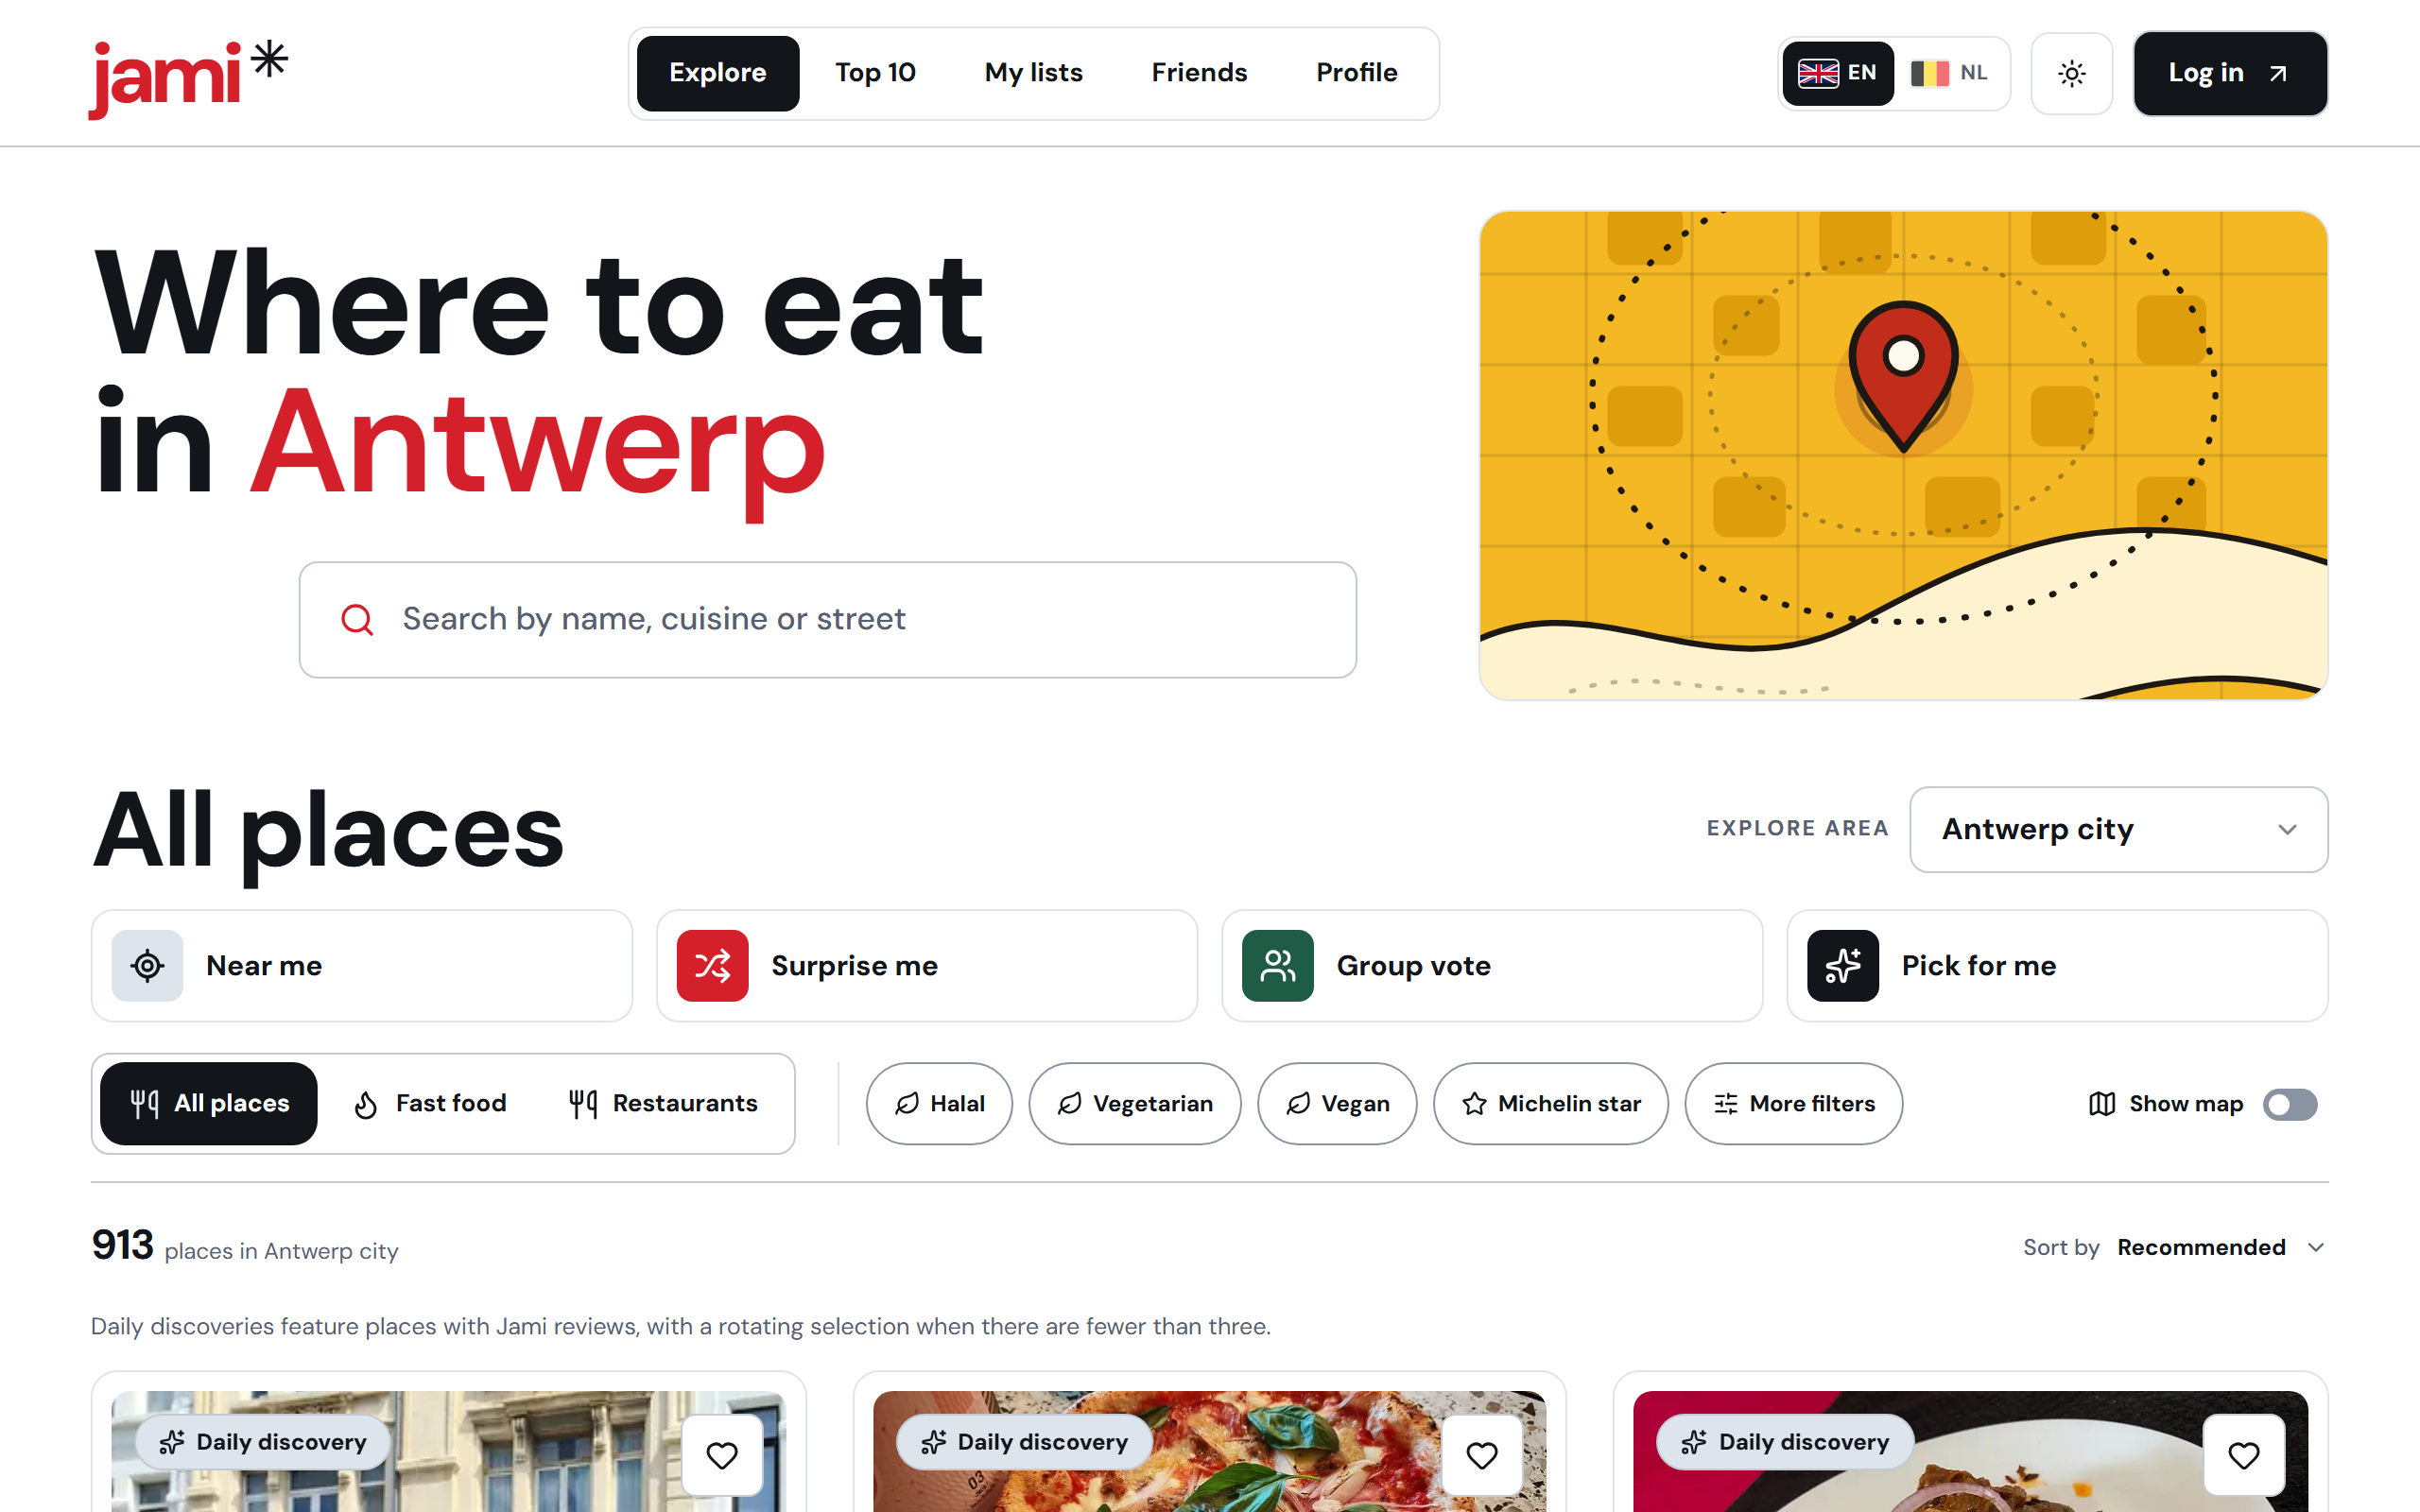 jami
Explore
Top 10
My lists
Friends
Profile
EN
NL
Log in
Where to eat
in Antwerp
Search by name, cuisine or street
All places
EXPLORE AREA
Antwerp city
Near me
Surprise me
Group vote
Pick for me
All places
Fast food
Restaurants
Halal
Vegetarian
Vegan
Michelin star
More filters
Show map
913 places in Antwerp city
Sort by Recommended
Daily discoveries feature places with Jami reviews, with a rotating selection when there are fewer than three.
Daily discovery
Daily discovery
03
Daily discovery